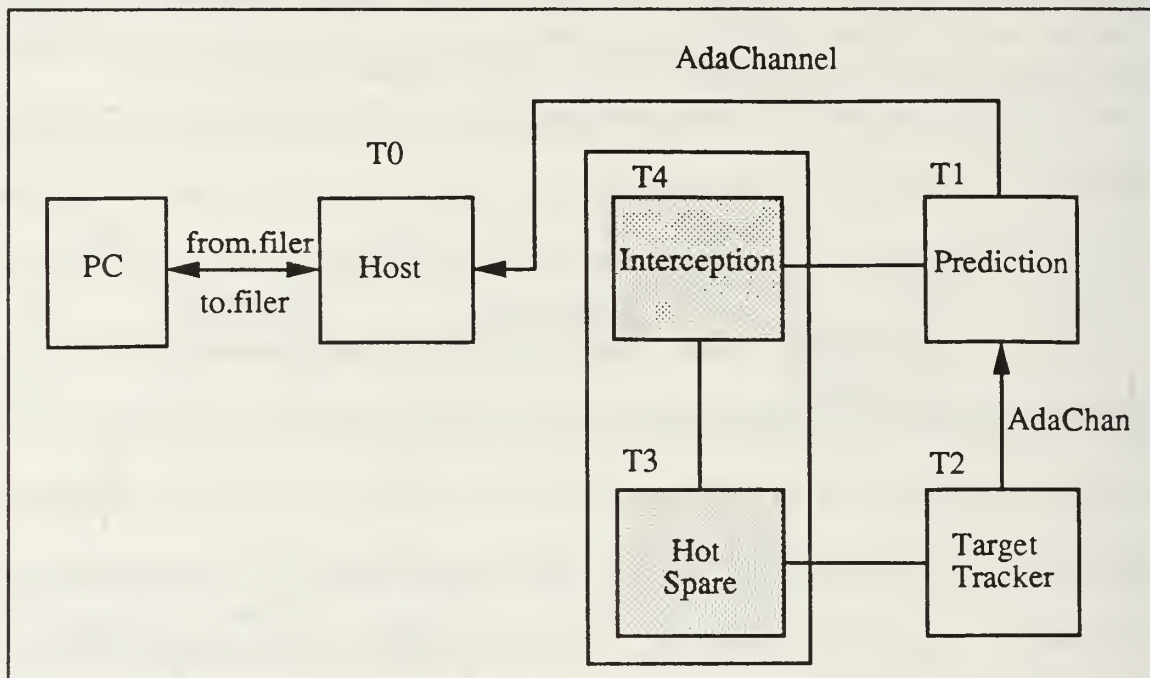 AdaChannel
T0
T4
T1
PC
from.filer
to.filer
Host
Interception
Prediction
AdaChan
T3
T2
Hot
Spare
Target
Tracker